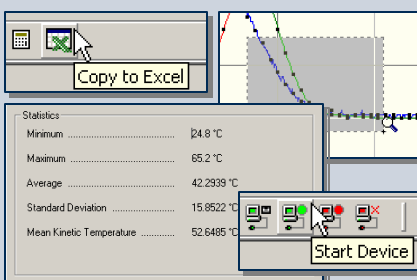 Copy to Excel
Statistics
Minimum ........................ 24.8 °C
Maximum ........................ 65.2 °C
Average ........................ 42.2939 °C
Standard Deviation ............... 15.8522 °C
Mean Kinetic Temperature ............. 52.6485 °C
Start Device